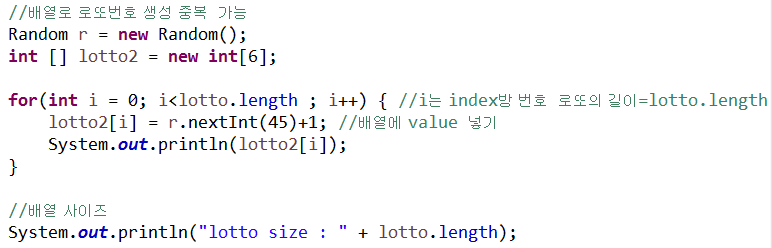 //배열로 로또번호 생성 중복 가능
Random r = new Random();
int [] lotto2 = new int[6];
for(int i = 0; i<lotto.length ; i++) { //i는 index방 번호 로또의 길이=lotto.length
lotto2[i] = r.nextInt(45)+1; //배열에 value 넣기
System.out.println(lotto2[i]);
}
//배열 사이즈
System.out.println("lotto size : " + lotto.length);